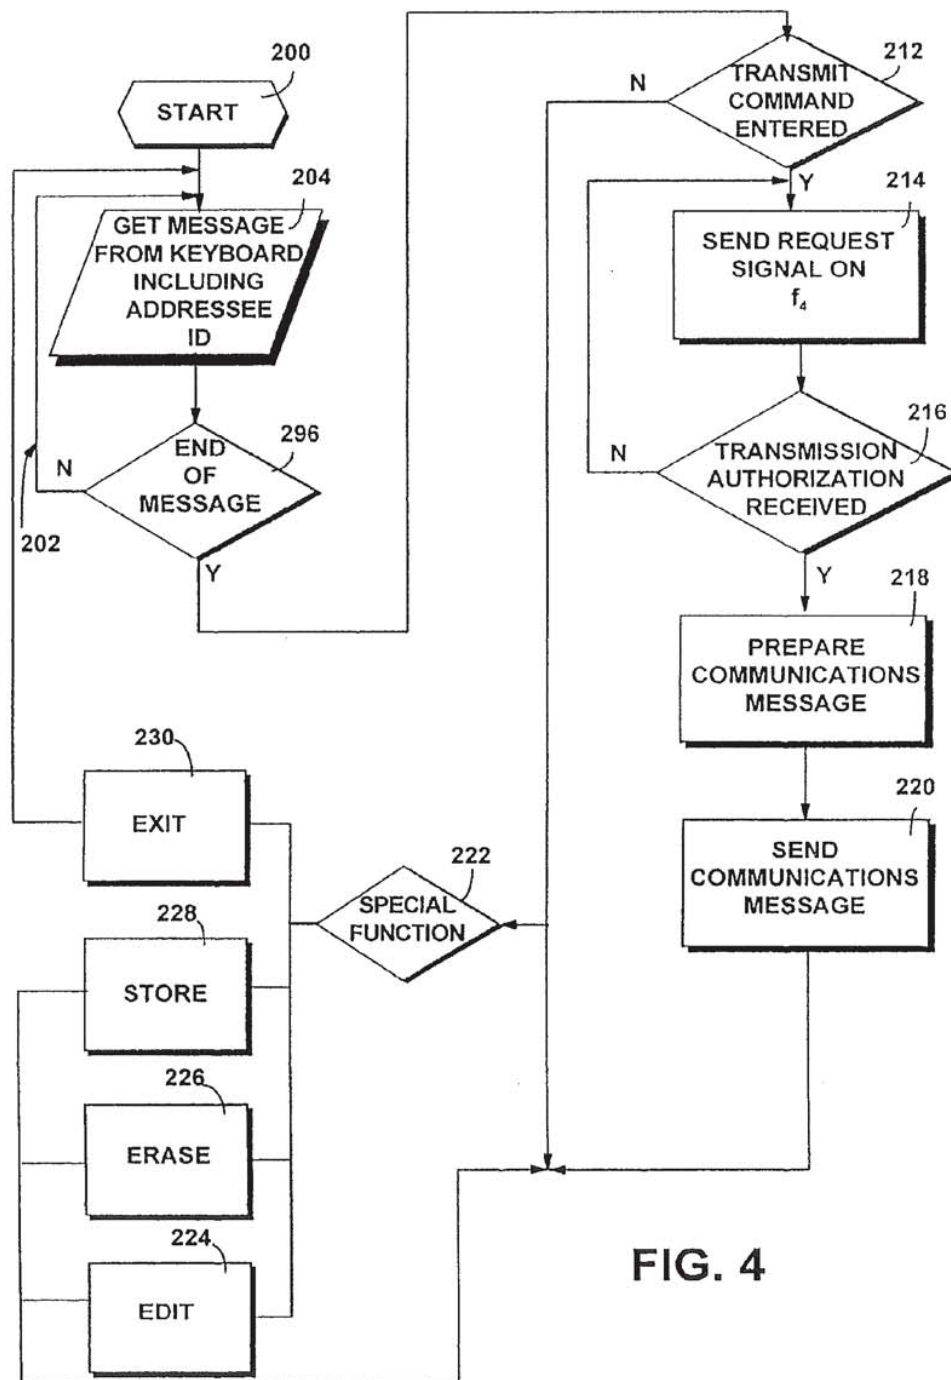 200
START
204
GET MESSAGE
FROM KEYBOARD
INCLUDING
ADDRESSEE
ID
END
OF
MESSAGE
296
N
202
Y
TRANSMIT
COMMAND
ENTERED
212
N
Y
214
SEND REQUEST
SIGNAL ON
f4
TRANSMISSION
AUTHORIZATION
RECEIVED
216
N
Y
218
PREPARE
COMMUNICATIONS
MESSAGE
220
SEND
COMMUNICATIONS
MESSAGE
230
EXIT
222
SPECIAL
FUNCTION
228
STORE
226
ERASE
224
EDIT
FIG. 4